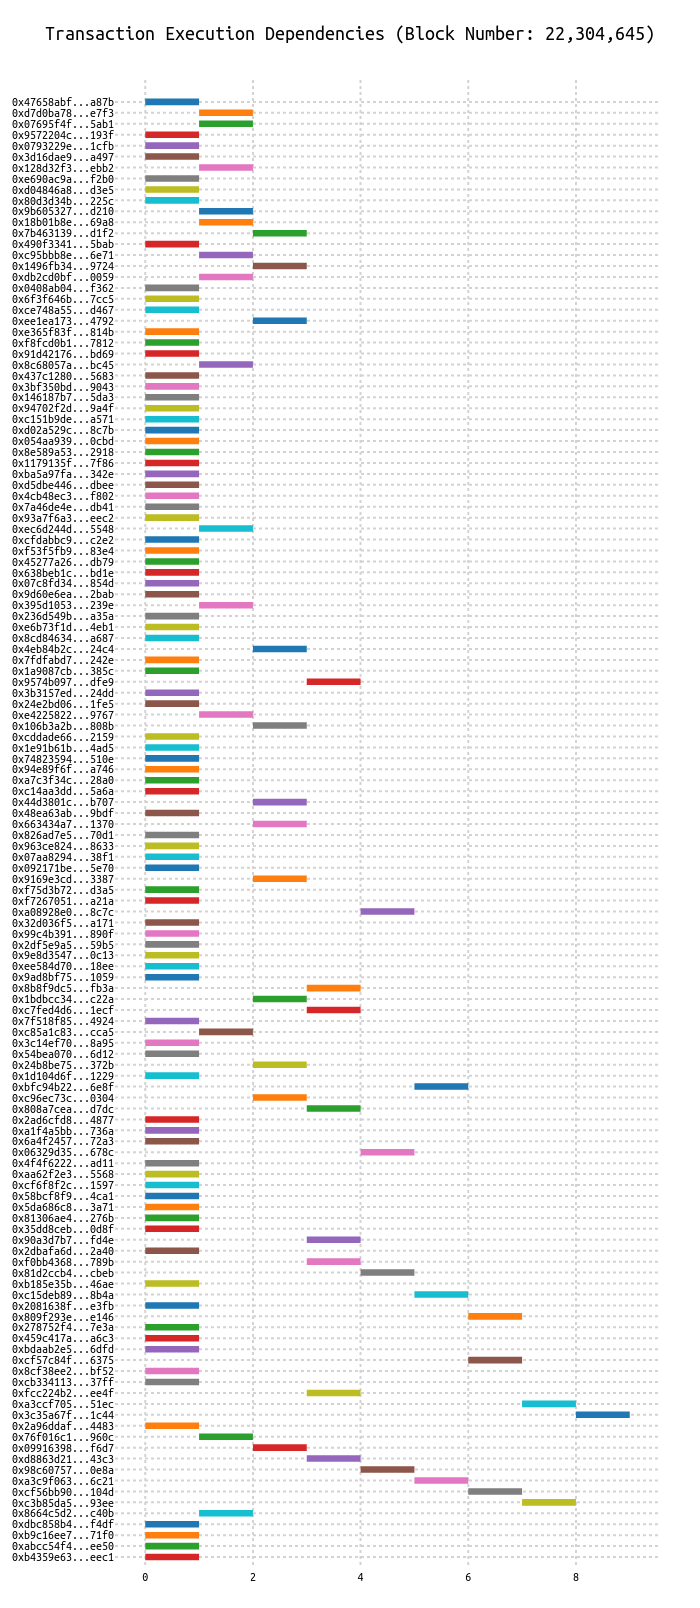 Transaction Execution Dependencies (Block Number: 22,304,645)
0x47658abf...a87b
0xd7d0ba78...e7f3
0x07695f4f...5ab1
0x9572204c...193f
0x0793229e...1cfb
0x3d16dae9...a497
0x128d32f3...ebb2
0xe690ac9a...f2b0
0xd04846a8...d3e5
0x80d3d34b...225c
0x9b605327...d210
0x18b01b8e...69a8
0x7b463139...d1f2
0x490f3341...5bab
0xc95bbb8e...6e71
0x1496fb34...9724
0xdb2cd0bf...0059
0x0408ab04...f362
0x6f3f646b...7cc5
0xce748a55...d467
0xee1ea173...4792
0xe365f83f...814b
0xf8fcd0b1...7812
0x91d42176...bd69
0x8c68057a...bc45
0x437c1280...5683
0x3bf350bd...9043
0x146187b7...5da3
0x94702f2d...9a4f
0xc151b9de...a571
0xd02a529c...8c7b
0x054aa939...0cbd
0x8e589a53...2918
0x1179135f...7f86
0xba5a97fa...342e
0xd5dbe446...dbee
0x4cb48ec3...f802
0x7a46de4e...db41
0x93a7f6a3...eec2
0xec6d244d...5548
0xcfdabbc9...c2e2
0xf53f5fb9...83e4
0x45277a26...db79
0x638beb1c...bd1e
0x07c8fd34...854d
0x9d60e6ea...2bab
0x395d1053...239e
0x236d549b...a35a
0xe6b73f1d...4eb1
0x8cd84634...a687
0x4eb84b2c...24c4
0x7fdfabd7...242e
0x1a9087cb...385c
0x9574b097...dfe9
0x3b3157ed...24dd
0x24e2bd06...1fe5
0xe4225822...9767
0x106b3a2b...808b
0xcddade66...2159
0x1e91b61b...4ad5
0x74823594...510e
0x94e89f6f...a746
0xa7c3f34c...28a0
0xc14aa3dd...5a6a
0x44d3801c...b707
0x48ea63ab...9bdf
0x663434a7...1370
0x826ad7e5...70d1
0x963ce824...8633
0x07aa8294...38f1
0x092171be...5e70
0x9169e3cd...3387
0xf75d3b72...d3a5
0xf7267051...a21a
0xa08928e0...8c7c
0x32d036f5...a171
0x99c4b391...890f
0x2df5e9a5...59b5
0x9e8d3547...0c13
0xee584d70...18ee
0x9ad8bf75...1059
0x8b8f9dc5...fb3a
0x1bdbcc34...c22a
0xc7fed4d6...1ecf
0x7f518f85...4924
0xc85a1c83...cca5
0x3c14ef70...8a95
0x54bea070...6d12
0x24b8be75...372b
0x1d104d6f...1229
0xbfc94b22...6e8f
0xc96ec73c...0304
0x808a7cea...d7dc
0x2ad6cfd8...4877
0xa1f4a5bb...736a
0x6a4f2457...72a3
0x06329d35...678c
0x4f4f6222...ad11
0xaa62f2e3...5568
0xcf6f8f2c...1597
0x58bcf8f9...4ca1
0x5da686c8...3a71
0x81306ae4...276b
0x35dd8ceb...0d8f
0x90a3d7b7...fd4e
0x2dbafa6d...2a40
0xf0bb4368...789b
0x81d2ccb4...cbeb
0xb185e35b...46ae
0xc15deb89...8b4a
0x2081638f...e3fb
0x809f293e...e146
0x278752f4...7e3a
0x459c417a...a6c3
0xbdaab2e5...6dfd
0xcf57c84f...6375
0x8cf38ee2...bf52
0xcb334113...37ff
0xfcc224b2...ee4f
0xa3ccf705...51ec
0x3c35a67f...1c44
0x2a96ddaf...4483
0x76f016c1...960c
0x09916398...f6d7
0xd8863d21...43c3
0x98c60757...0e8a
0xa3c9f063...6c21
0xcf56bb90...104d
0xc3b85da5...93ee
0x8664c5d2...c40b
0xdbc858b4...f4df
0xb9c16ee7...71f0
0xabcc54f4...ee50
0xb4359e63...eec1
0 2 4 6 8